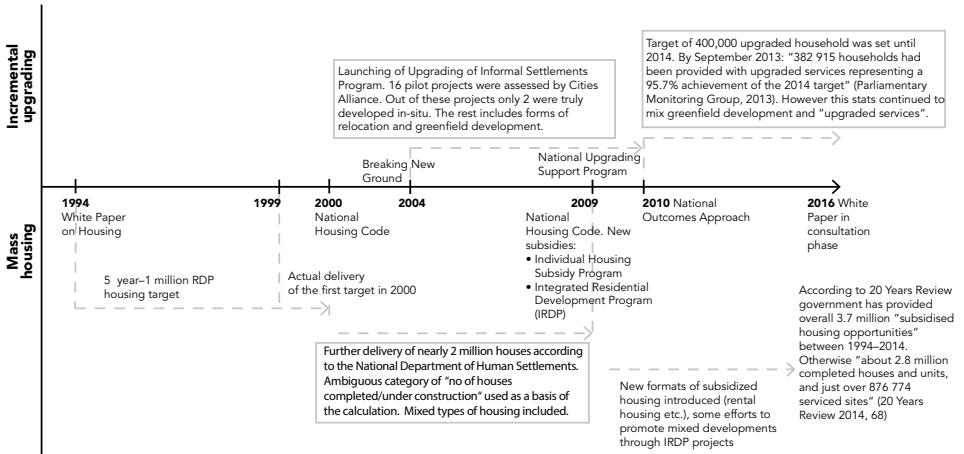 Incremental
upgrading
Mass
housing
Launching of Upgrading of Informal Settlements
Program. 16 pilot projects were assessed by Cities
Alliance. Out of these projects only 2 were truly
developed in-situ. The rest includes forms of
relocation and greenfield development.
Target of 400,000 upgraded household was set until
2014. By September 2013: “382 915 households had
been provided with upgraded services representing a
95.7% achievement of the 2014 target” (Parliamentary
Monitoring Group, 2013). However this stats continued to
mix greenfield development and “upgraded services”.
Breaking New
Ground
National Upgrading
Support Program
1994
White Paper
on Housing
1999
2000
National
Housing Code
2004
2009
National
Housing Code. New
subsidies:
• Individual Housing
Subsidy Program
• Integrated Residential
Development Program
(IRDP)
2010 National
Outcomes Approach
2016 White
Paper in
consultation
phase
5 year–1 million RDP
housing target
Actual delivery
of the first target in 2000
Further delivery of nearly 2 million houses according
to the National Department of Human Settlements.
Ambiguous category of “no of houses
completed/under construction” used as a basis of
the calculation. Mixed types of housing included.
New formats of subsidized
housing introduced (rental
housing etc.), some efforts to
promote mixed developments
through IRDP projects
According to 20 Years Review
government has provided
overall 3.7 million “subsidised
housing opportunities”
between 1994–2014.
Otherwise “about 2.8 million
completed houses and units,
and just over 876 774
serviced sites” (20 Years
Review 2014, 68)